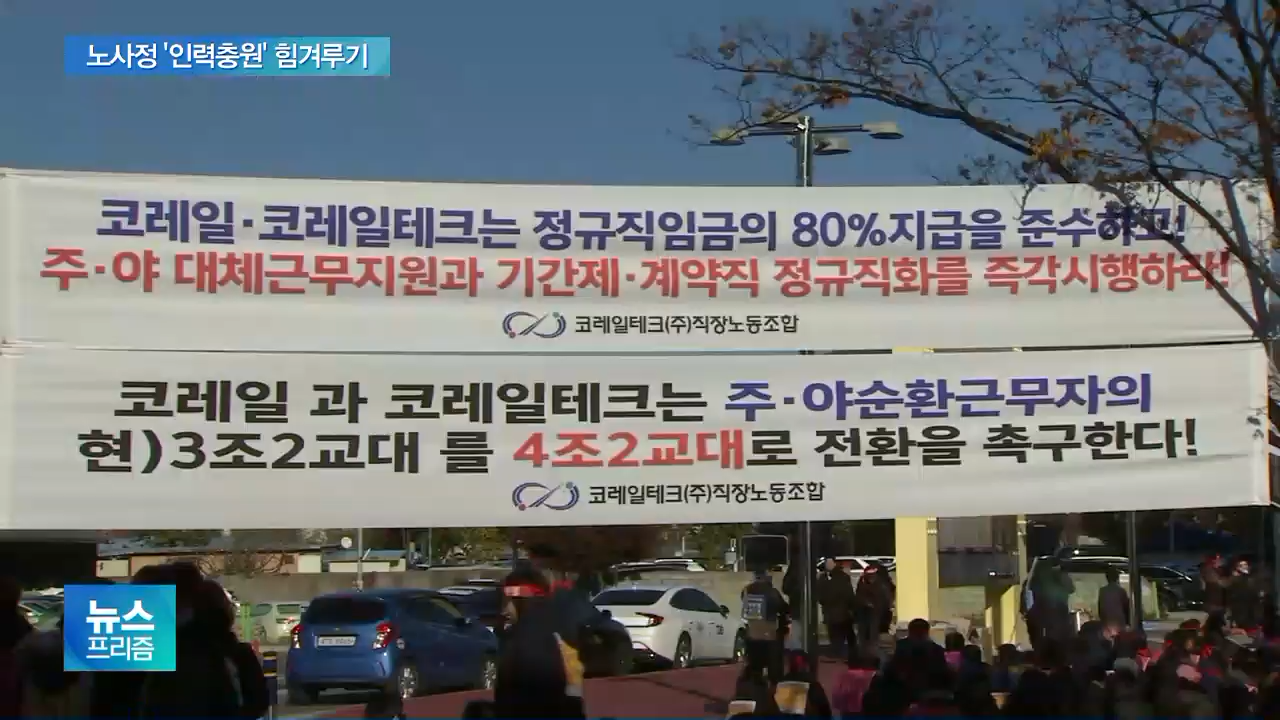 노사정 '인력충원' 힘겨루기
코레일·코레일테크는 정규직임금의 80%지급을 준수하고!
주·야 대체근무지원과 기간제·계약직 정규직화를 즉각시행하라!
코레일테크(주)직장노동조합
코레일 과 코레일테크는 주·야순환근무자의
현)3조2교대 를 4조2교대로 전환을 촉구한다!
코레일테크(주)직장노동조합
뉴스
프리즘